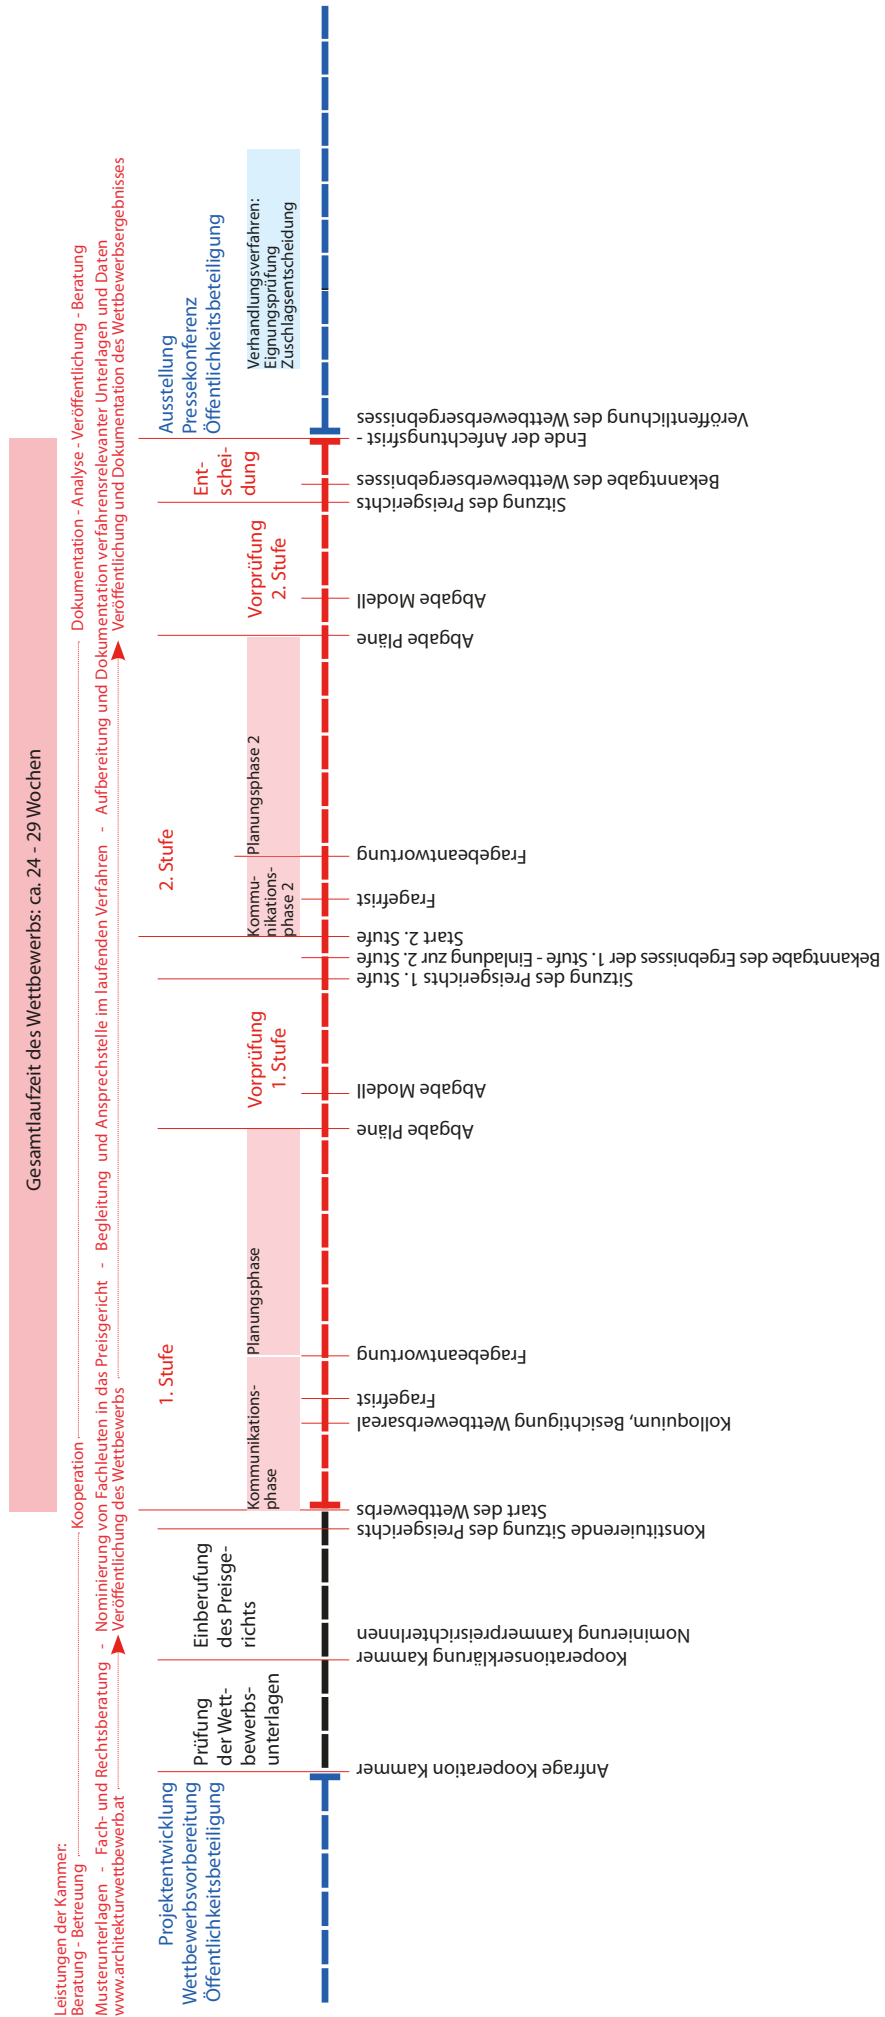 Gesamtlaufzeit des Wettbewerbs: ca. 24 - 29 Wochen
Leistungen der Kammer:
Beratung - Betreuung
Kooperation
Dokumentation - Analyse - Veröffentlichung - Beratung
Musterunterlagen - Fach- und Rechtsberatung - Nominierung von Fachleuten in das Preisgericht - Begleitung und Ansprechstelle im laufenden Verfahren - Aufbereitung und Dokumentation verfahrensrelevanter Unterlagen und Daten
www.architekturwettbewerb.at
Veröffentlichung des Wettbewerbs
Veröffentlichung und Dokumentation des Wettbewerbsergebnisses
Projektentwicklung
Wettbewerbsvorbereitung
Öffentlichkeitsbeteiligung
Prüfung
der Wett-
bewerbs-
unterlagen
Einberufung
des Preisge-
richts
1. Stufe
Kommunikations-
phase
Planungsphase
Vorprüfung
1. Stufe
2. Stufe
Kommu-
nikations-
phase 2
Planungsphase 2
Vorprüfung
2. Stufe
Ent-
schei-
dung
Ausstellung
Pressekonferenz
Öffentlichkeitsbeteiligung
Verhandlungsverfahren:
Eignungsprüfung
Zuschlagsentscheidung
Anfrage Kooperation Kammer
Kooperationserklärung Kammer
Nominierung KammerpreisrichterInnen
Konstituierende Sitzung des Preisgerichts
Start des Wettbewerbs
Kolloquium, Besichtigung Wettbewerbsareal
Fragefrist
Fragebeantwortung
Abgabe Pläne
Abgabe Modell
Sitzung des Preisgerichts 1. Stufe
Bekanntgabe des Ergebnisses der 1. Stufe - Einladung zur 2. Stufe
Start 2. Stufe
Fragefrist
Fragebeantwortung
Abgabe Pläne
Abgabe Modell
Sitzung des Preisgerichts
Bekanntgabe des Wettbewerbsergebnisses
Ende der Anfechtungsfrist -
Veröffentlichung des Wettbewerbsergebnisses